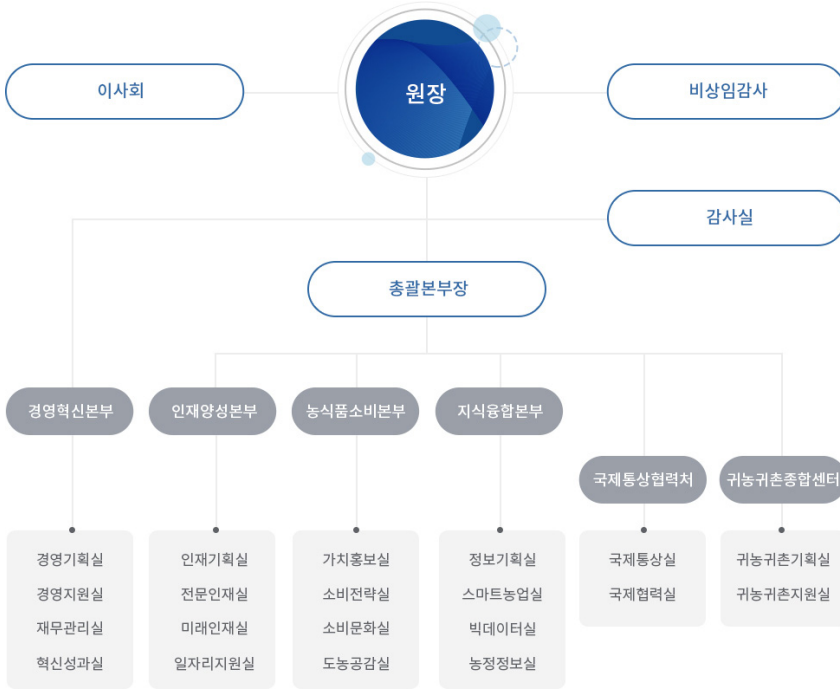 원장
이사회
비상임감사
감사실
총괄본부장
경영혁신본부
인재양성본부
농식품소비본부
지식융합본부
국제통상협력처
귀농귀촌종합센터
경영기획실
경영지원실
재무관리실
혁신성과실
인재기획실
전문인재실
미래인재실
일자리지원실
가치홍보실
소비전략실
소비문화실
도농공감실
정보기획실
스마트농업실
빅데이터실
농정정보실
국제통상실
국제협력실
귀농귀촌기획실
귀농귀촌지원실